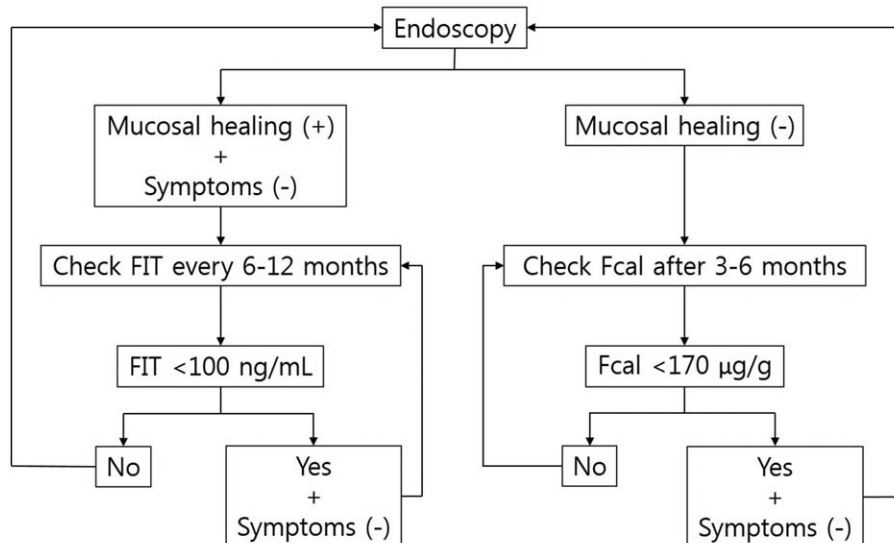 Endoscopy
Mucosal healing (+)
+
Symptoms (-)
Mucosal healing (-)
Check FIT every 6-12 months
Check Fcal after 3-6 months
FIT <100 ng/mL
Fcal <170 µg/g
No
Yes
+
Symptoms (-)
No
Yes
+
Symptoms (-)